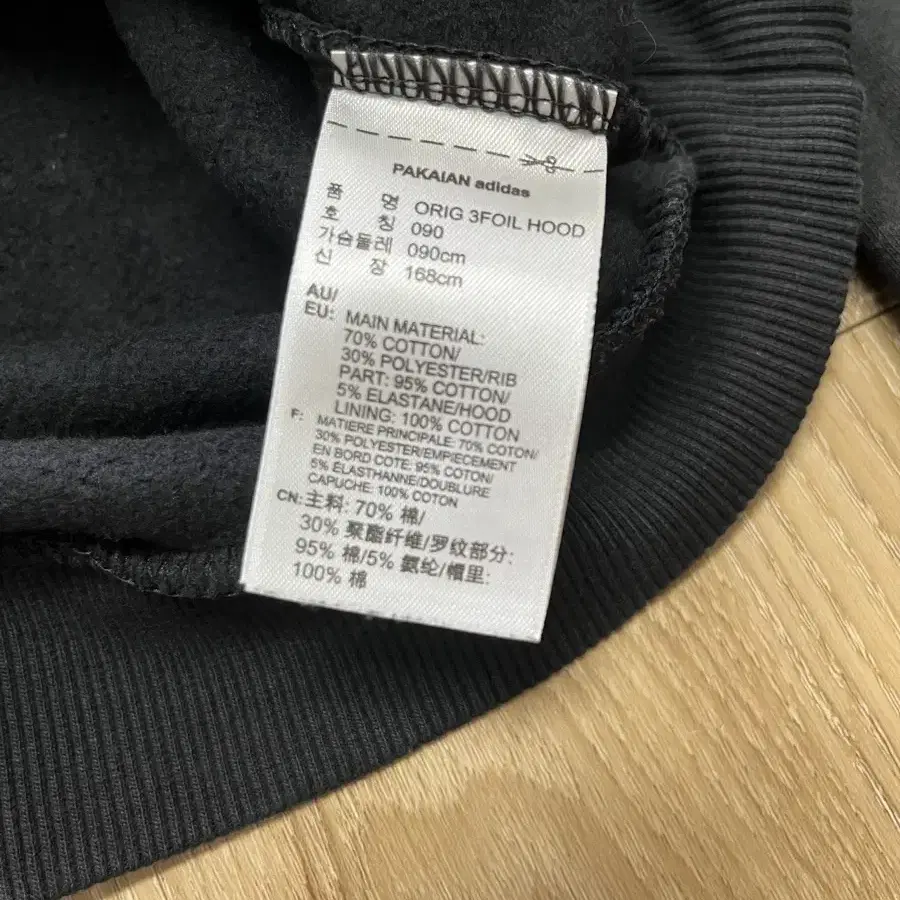 PAKAIAN adidas
품 명 ORIG 3FOIL HOOD
호 칭 090
가슴둘레 090cm
신 장 168cm
AU/
EU: MAIN MATERIAL:
70% COTTON/
30% POLYESTER/RIB
PART: 95% COTTON/
5% ELASTANE/HOOD
LINING: 100% COTTON
F: MATIERE PRINCIPALE: 70% COTON/
30% POLYESTER/EMPIECEMENT
EN BORD COTE: 95% COTON/
5% ELASTHANNE/DOUBLURE
CAPUCHE: 100% COTON
CN: 主料: 70% 棉/
30% 聚酯纤维/罗纹部分:
95% 棉/5% 氨纶/帽里:
100% 棉